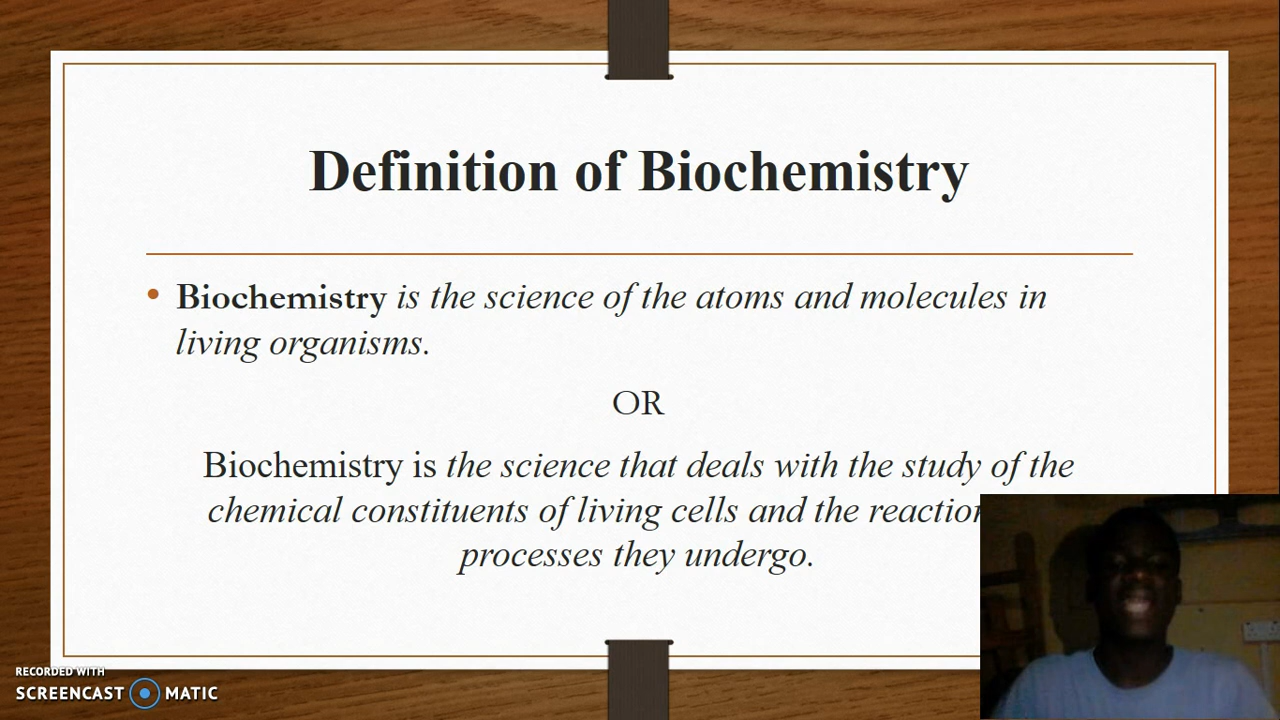 Definition of Biochemistry
• Biochemistry is the science of the atoms and molecules in
living organisms.
OR
Biochemistry is the science that deals with the study of the
chemical constituents of living cells and the
processes they undergo.
RECORDED WITH
SCREENCAST MATIC